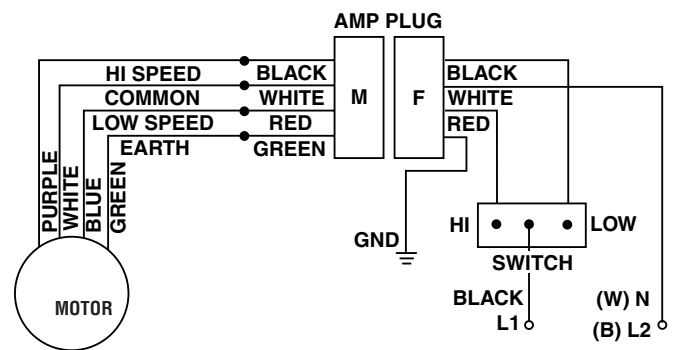 AMP PLUG
HI SPEED
COMMON
LOW SPEED
EARTH
BLACK
WHITE
RED
GREEN
M
F
BLACK
WHITE
RED
PURPLE
WHITE
BLUE
GREEN
MOTOR
GND
HI
LOW
SWITCH
BLACK
L1
(W) N
(B) L2